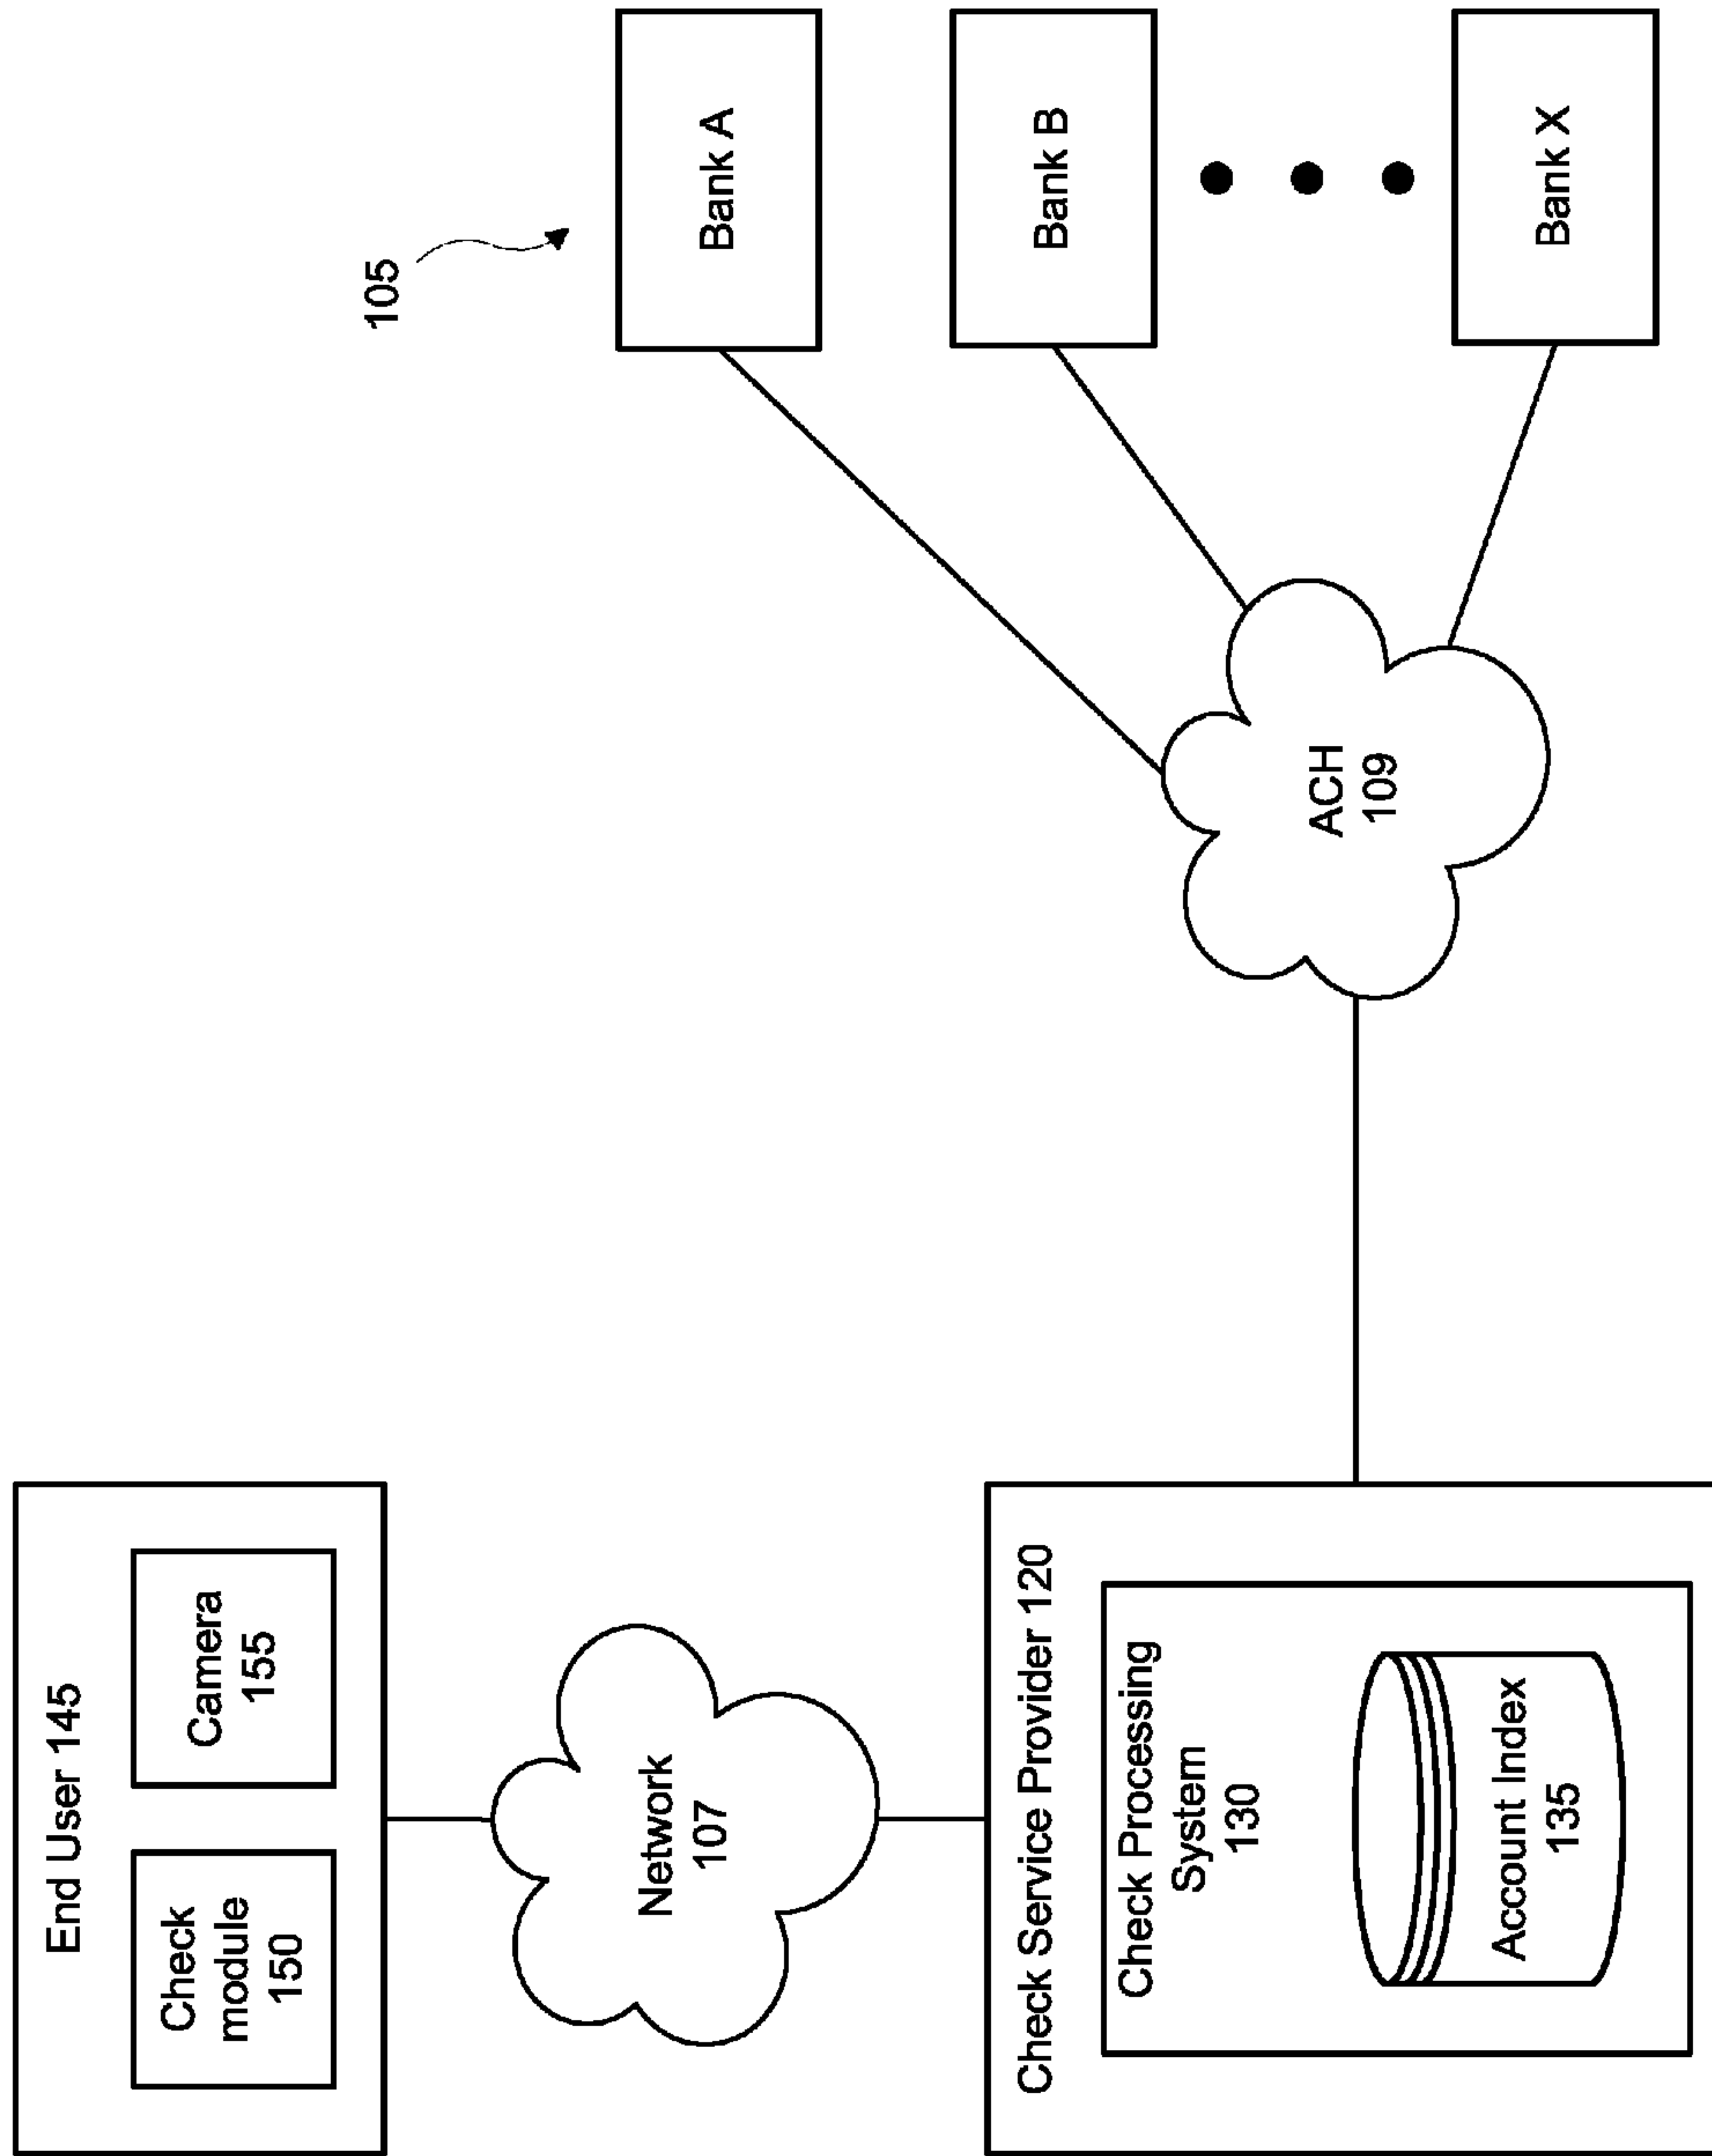 End User 145
Check
module
150
Camera
155
Network
107
Check Service Provider 120
Check Processing
System
130
Account Index
135
ACH
109
105
Bank A
Bank B
Bank X